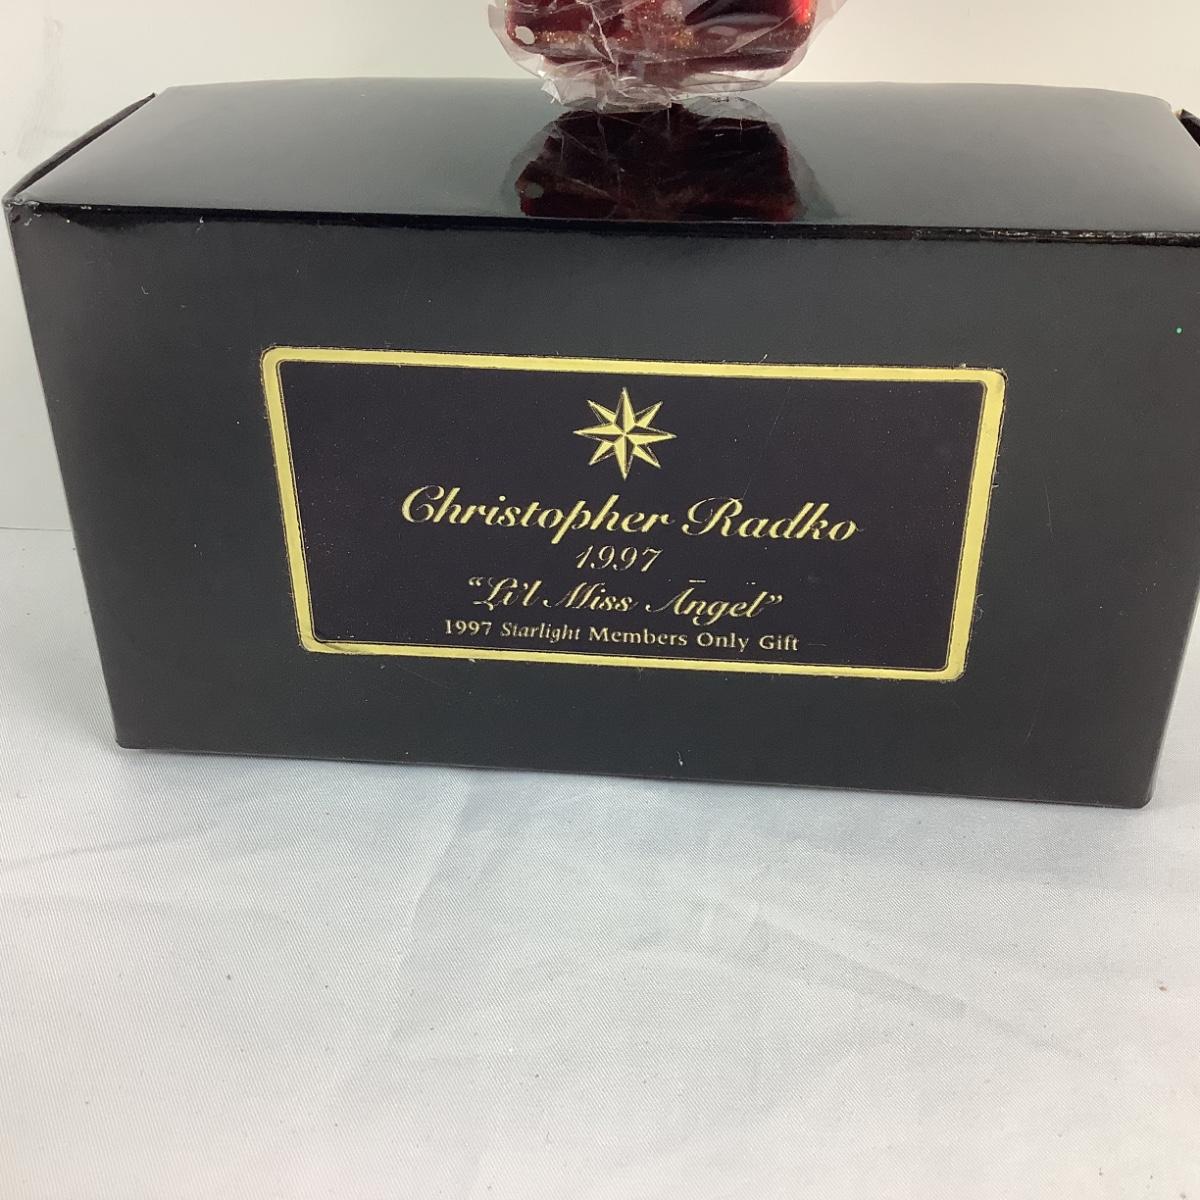 Christopher Radko
1997
"Li'l Miss Angel"
1997 Starlight Members Only Gift